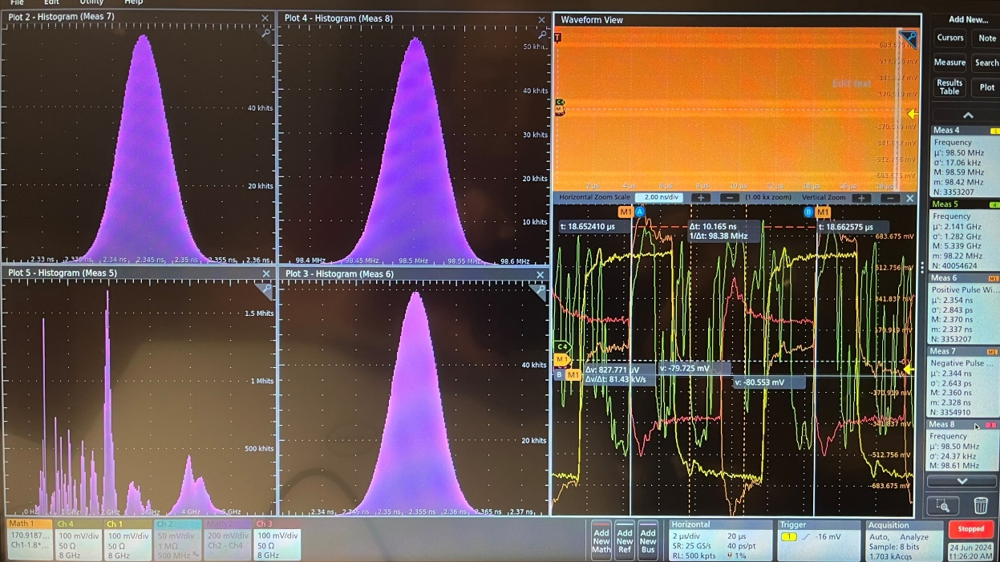 File Edit Utility Help
Plot 2 - Histogram (Meas 7)
40 khits
20 khits
2.33 ns
2.335 ns
2.34 ns
2.345 ns
2.35 ns
2.355 ns
2.36 ns
Plot 4 - Histogram (Meas 8)
50 khits
40 khits
30 khits
20 khits
10 khits
98.4 MHz
98.45 MHz
98.5 MHz
98.55 MHz
98.6 MHz
Plot 5 - Histogram (Meas 5)
1.5 Mhits
1 Mhits
500 khits
0 Hz
1 GHz
2 GHz
3 GHz
4 GHz
5 GHz
Plot 3 - Histogram (Meas 6)
40 khits
20 khits
2.34 ns
2.345 ns
2.35 ns
2.355 ns
2.36 ns
2.365 ns
2.37 ns
Waveform View
T
683.675 mV
512.756 mV
341.837 mV
170.919 mV
-170.919 mV
-341.837 mV
-512.756 mV
-683.675 mV
Edit text
C4
M1
2 µs
4 µs
6 µs
8 µs
10 µs
12 µs
14 µs
16 µs
18 µs
Horizontal Zoom Scale 2.00 ns/div + − (1.00 kx zoom) Vertical Zoom + −
M1 A
B M1
t: 18.652410 µs
Δt: 10.165 ns
1/Δt: 98.38 MHz
t: 18.662575 µs
683.675 mV
512.756 mV
341.837 mV
170.919 mV
C4
M1
B M1
Δv: 827.771 µV
Δv/Δt: 81.43 kV/s
v: -79.725 mV
v: -80.553 mV
-170.919 mV
-341.837 mV
-512.756 mV
-683.675 mV
Add New...
Cursors Note
Measure Search
Results Table Plot
Meas 4 1
Frequency
µ': 98.50 MHz
σ': 17.06 kHz
M: 98.59 MHz
m: 98.42 MHz
N: 3353207
Meas 5 4
Frequency
µ': 2.141 GHz
σ': 1.282 GHz
M: 5.339 GHz
m: 98.22 MHz
N: 40054624
Meas 6 M1
Positive Pulse Wi...
µ': 2.354 ns
σ': 2.843 ps
M: 2.370 ns
m: 2.337 ns
N: 3353207
Meas 7 M1
Negative Pulse ...
µ': 2.344 ns
σ': 2.643 ps
M: 2.360 ns
m: 2.328 ns
N: 3354910
Meas 8 3
Frequency
µ': 98.50 MHz
σ': 24.37 kHz
M: 98.61 MHz
Math 1
170.9187...
Ch1-1.8*...
Ch 4
100 mV/div
50 Ω
8 GHz
Ch 1
100 mV/div
50 Ω
8 GHz
Ch 2
50 mV/div
1 MΩ
500 MHz
Math 2
200 mV/div
Ch2 - Ch4
Ch 3
100 mV/div
50 Ω
8 GHz
Add New Math
Add New Ref
Add New Bus
Horizontal
2 µs/div 20 µs
SR: 25 GS/s 40 ps/pt
RL: 500 kpts 1%
Trigger
1 -16 mV
Acquisition
Auto, Analyze
Sample: 8 bits
1.703 kAcqs
Stopped
24 Jun 2024
11:26:20 AM